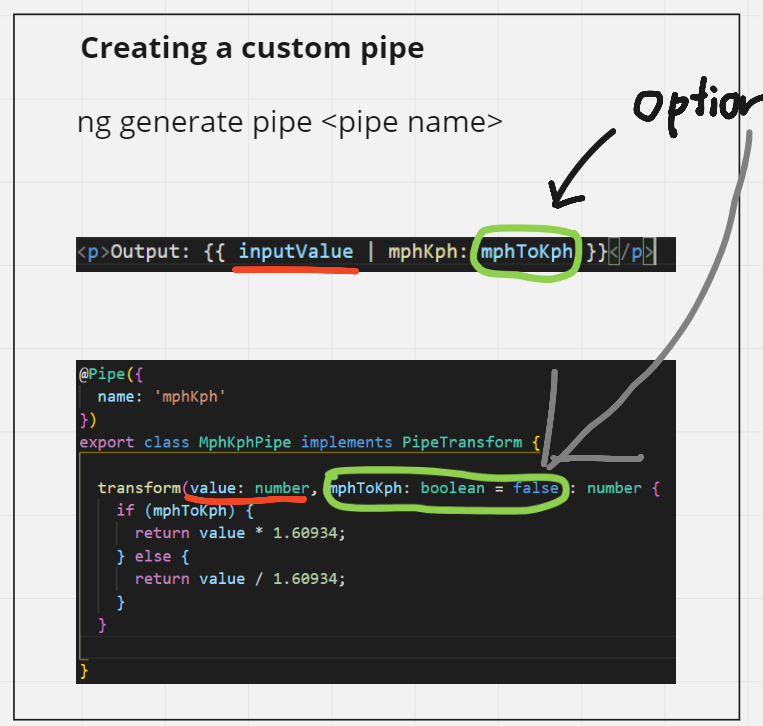 Creating a custom pipe
Option
ng generate pipe <pipe name>
<p>Output: {{ inputValue | mphKph: mphToKph }}</p>
@Pipe({
name: 'mphKph'
})
export class MphKphPipe implements PipeTransform {
transform(value: number, mphToKph: boolean = false): number {
if (mphToKph) {
return value * 1.60934;
} else {
return value / 1.60934;
}
}
}